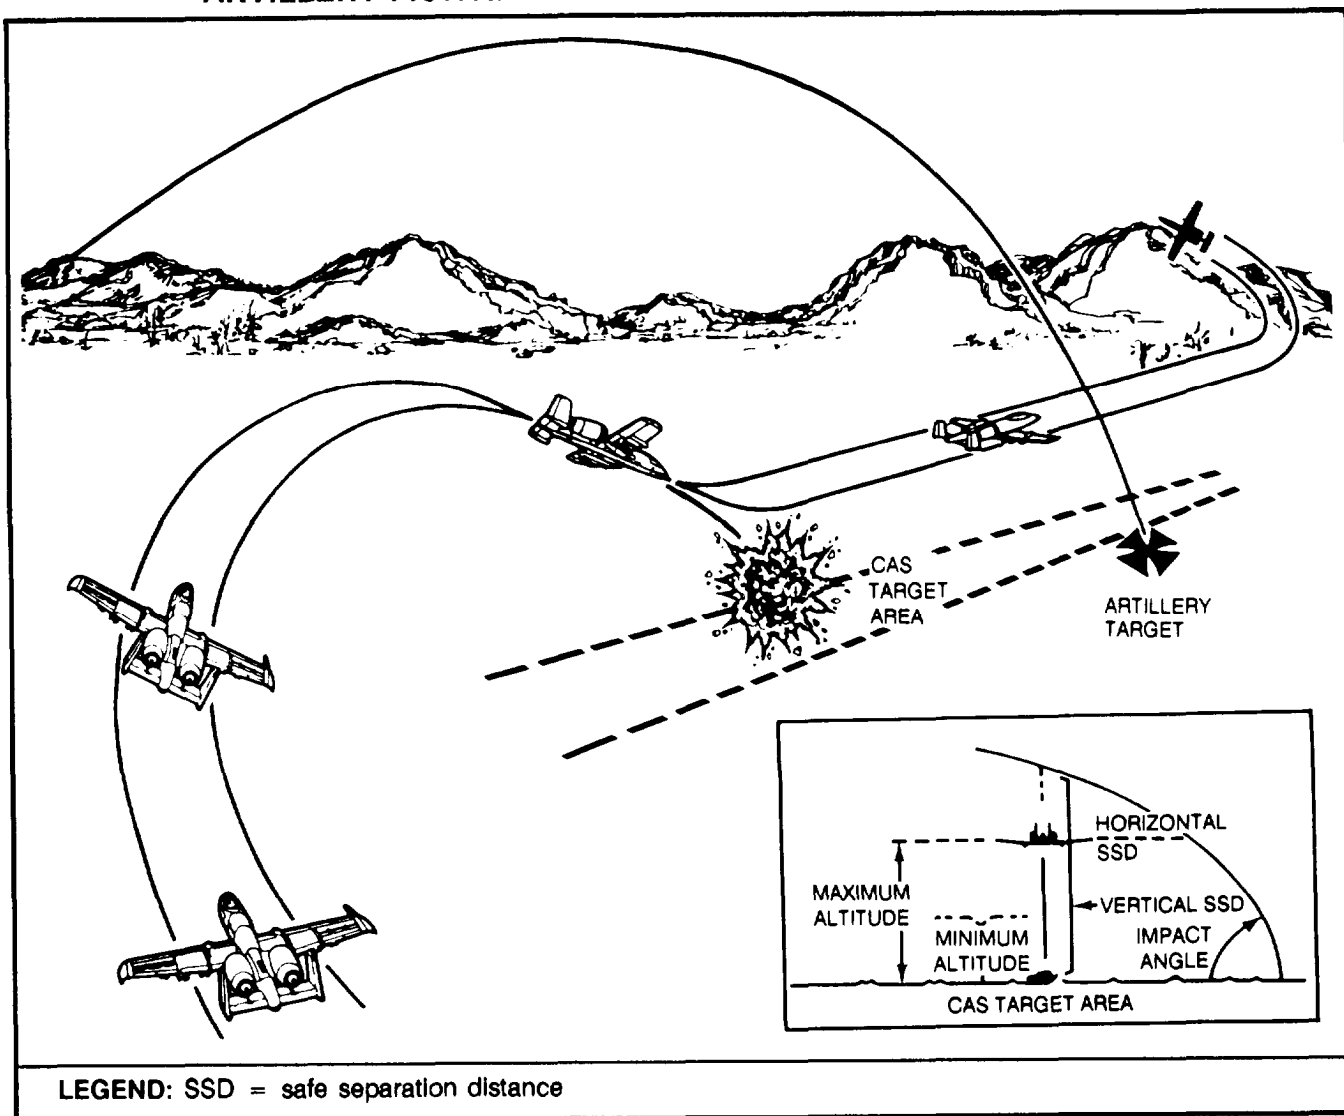 CAS
TARGET
AREA
ARTILLERY
TARGET
HORIZONTAL
SSD
MAXIMUM
ALTITUDE
VERTICAL SSD
MINIMUM
ALTITUDE
IMPACT
ANGLE
CAS TARGET AREA
LEGEND: SSD = safe separation distance